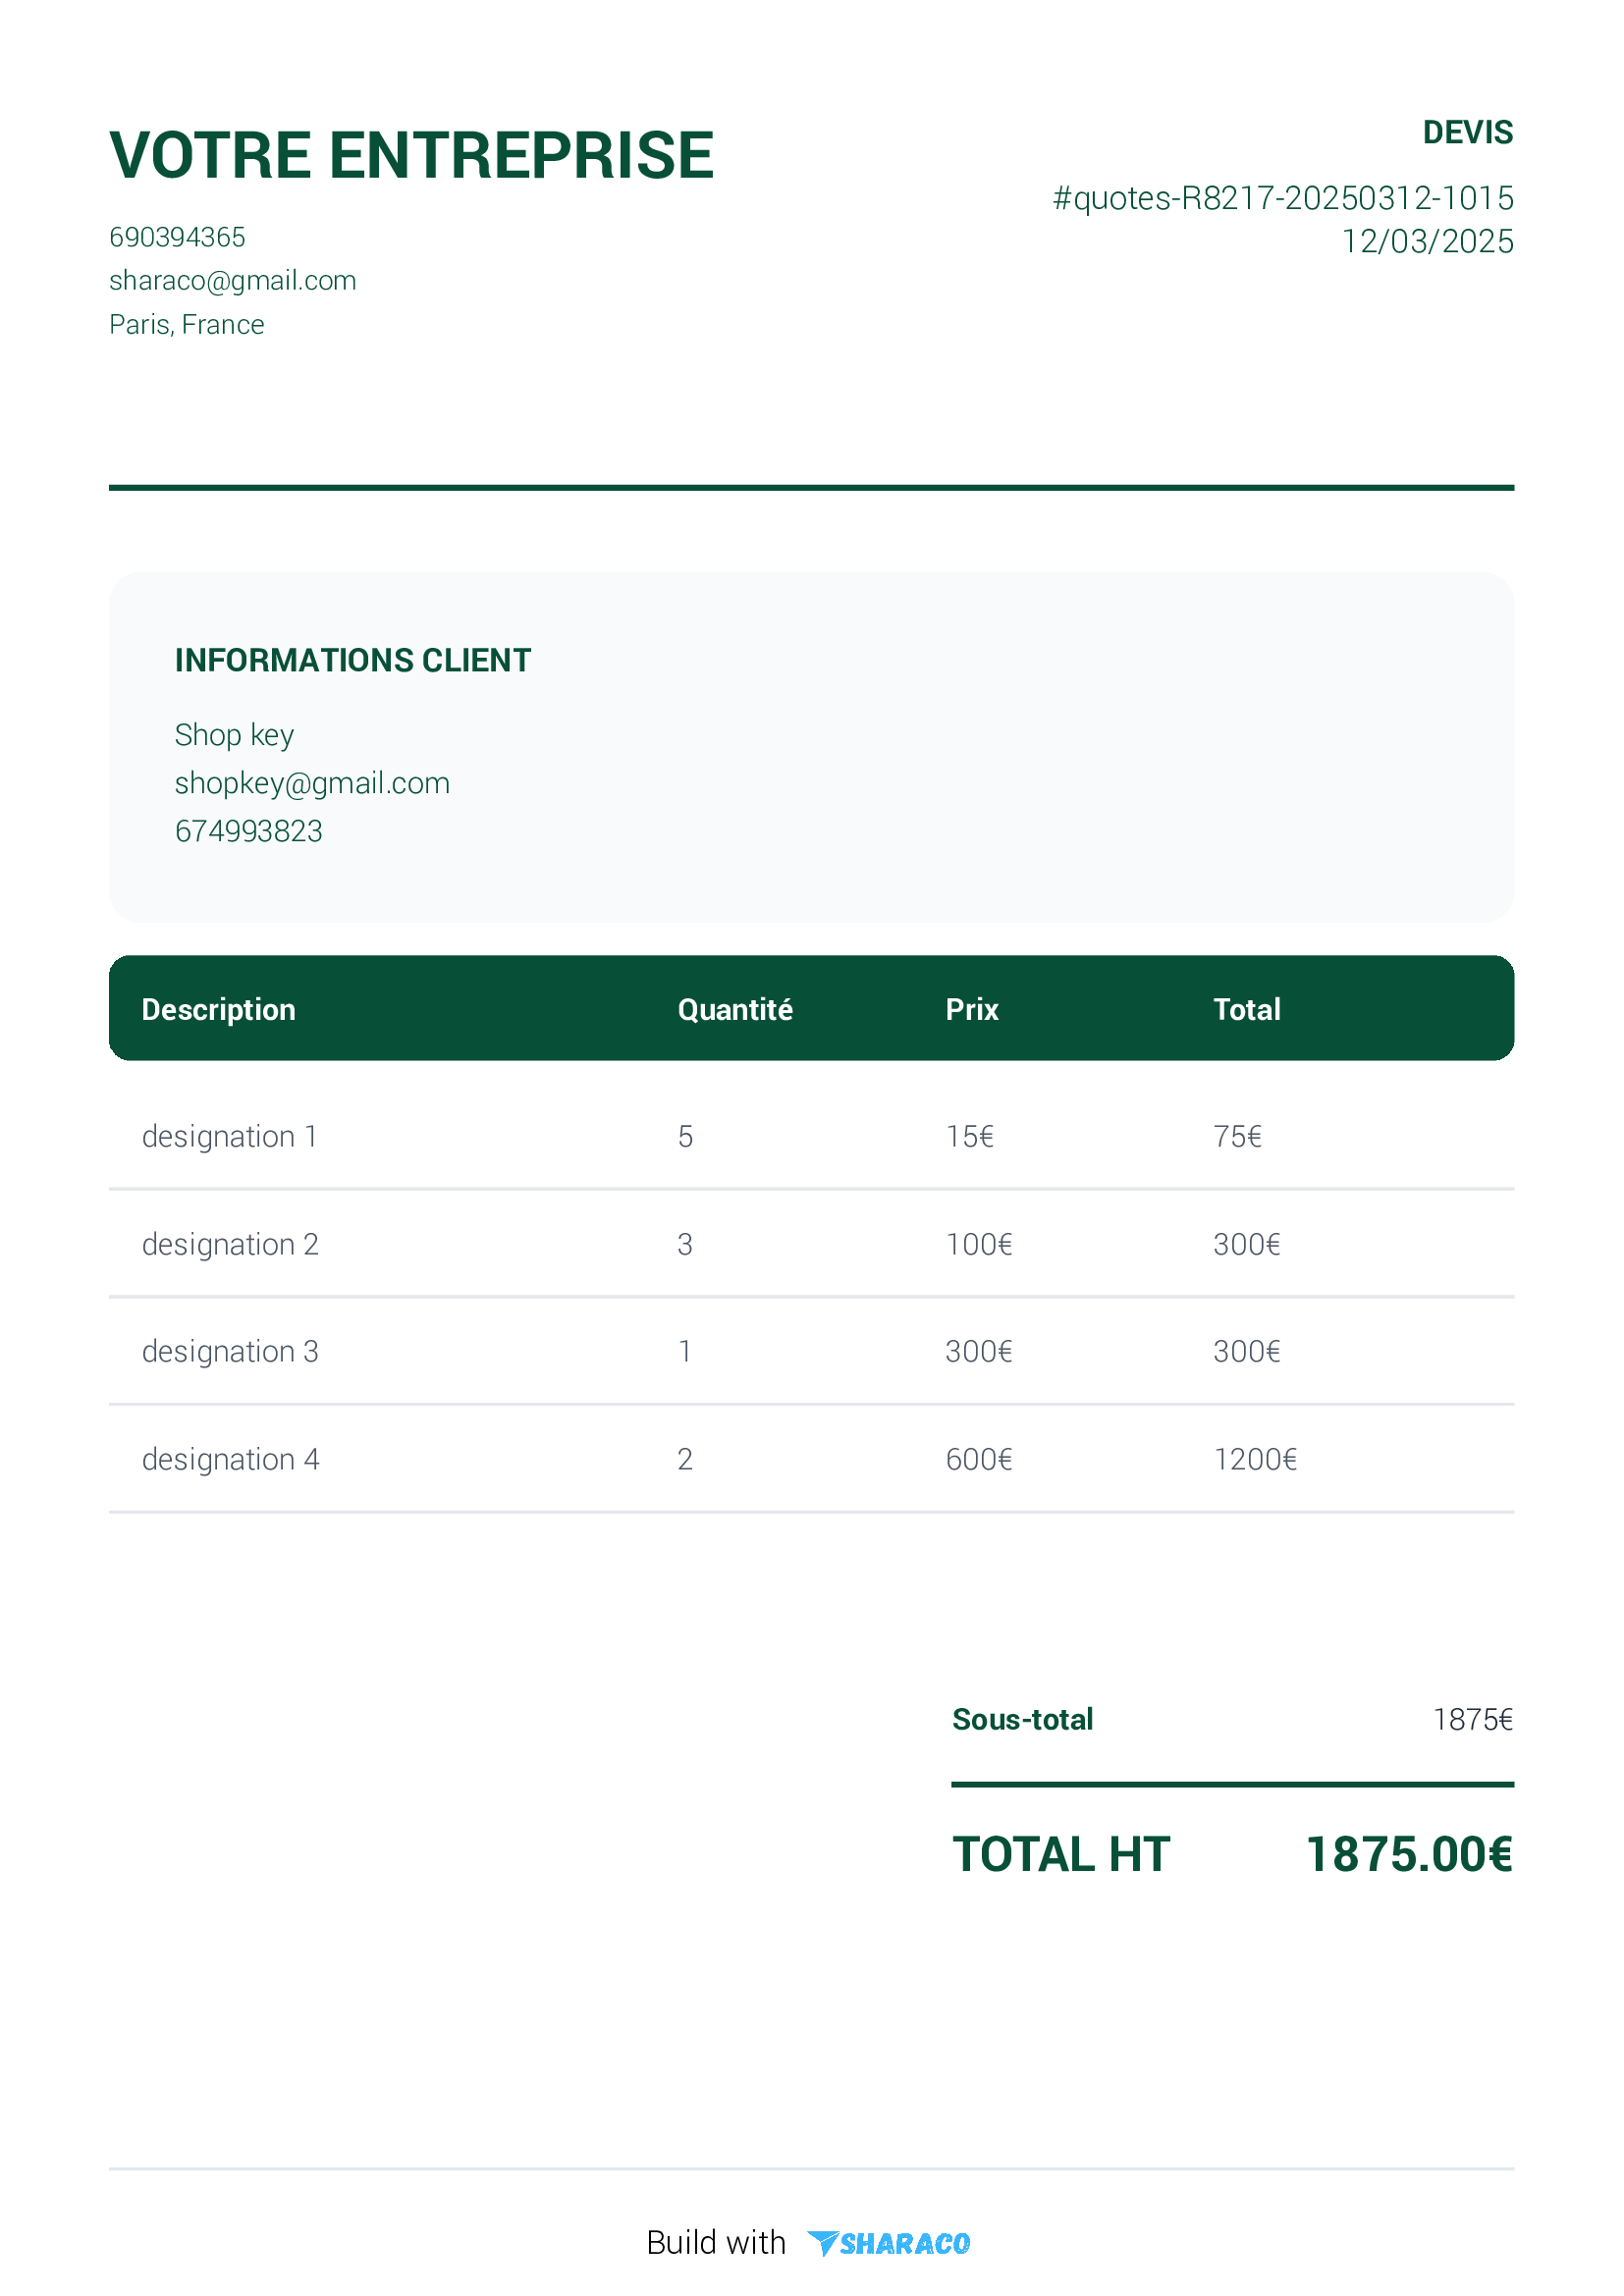 VOTRE ENTREPRISE
690394365
sharaco@gmail.com
Paris, France
DEVIS
#quotes-R8217-20250312-1015
12/03/2025
INFORMATIONS CLIENT
Shop key
shopkey@gmail.com
674993823
Description Quantité Prix Total
designation 1 5 15€ 75€
designation 2 3 100€ 300€
designation 3 1 300€ 300€
designation 4 2 600€ 1200€
Sous-total 1875€
TOTAL HT 1875.00€
Build with SHARACO